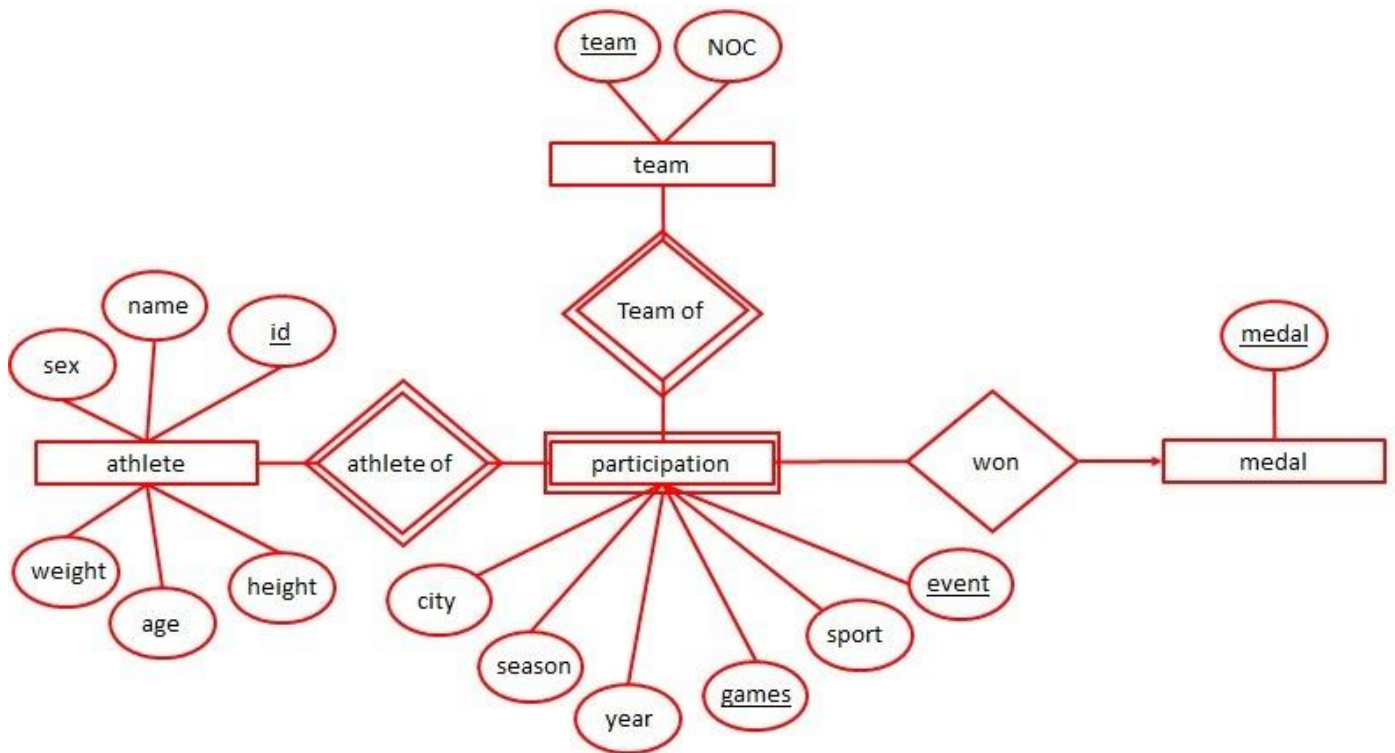 team
NOC
team
Team of
name
id
sex
medal
athlete
athlete of
participation
won
medal
weight
age
height
city
season
year
games
sport
event